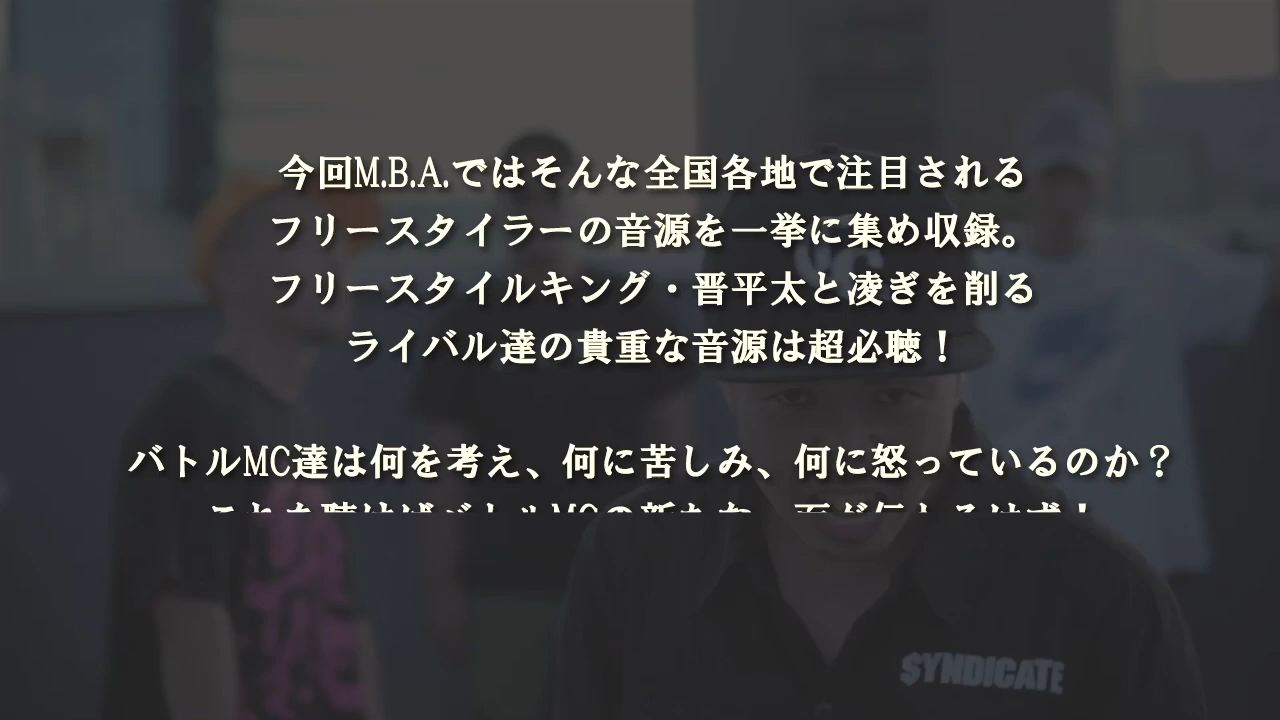 今回M.B.A.ではそんな全国各地で注目される
フリースタイラーの音源を一挙に集め収録。
フリースタイルキング・晋平太と凌ぎを削る
ライバル達の貴重な音源は超必聴！
バトルMC達は何を考え、何に苦しみ、何に怒っているのか？
$YNDICATE